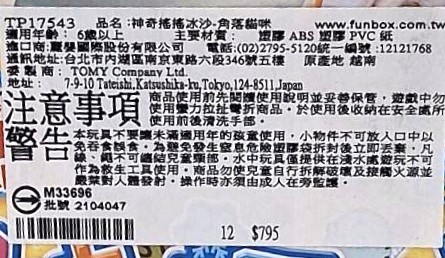 TP17543 品名:神奇搖搖冰沙-角落貓咪 www.funbox.com.tw
適用年齡: 6歲以上 主要材質: 塑膠 ABS 塑膠 PVC 紙
進口商:麗嬰國際股份有限公司 電話:(02)2795-5120統一編號:12121768
通訊地址:台北市內湖區南京東路六段346號五樓 原產地 越南
委製商: TOMY Company Ltd.
地址: 7-9-10 Tateishi,Katsushika-ku,Tokyo,124-8511,Japan
注意事項 商品使用前先閱讀使用說明並妥善保管，遊戲中勿
使用蠻力拉扯彎折商品。於使用後收納在安全處所
使用前後清洗手部。
警告 本玩具不要讓未滿適用年的孩童使用，小物件不可放入口中以
免吞食誤食。為避免發生窒息危險塑膠袋拆封後立即丟棄，凡
線、繩不可纏結兒童頸部。水中玩具僅提供在淺水處遊玩不可
作為救生工具使用。商品勿使兒童自行拆解破壞及接觸火源並
嚴禁對人體發射。操作時亦須由成人在旁監護。
M33696
批號 2104047
12 $795